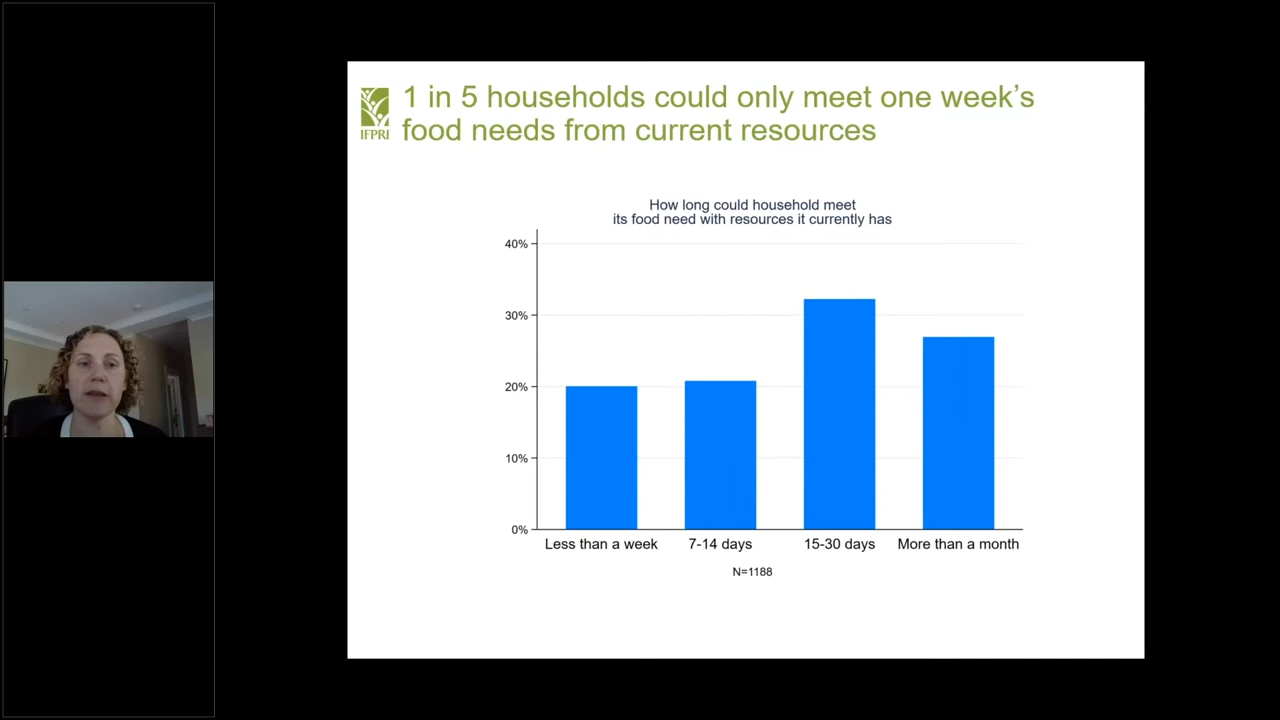 1 in 5 households could only meet one week’s
food needs from current resources
IFPRI
How long could household meet
its food need with resources it currently has
40%
30%
20%
10%
0%
Less than a week 7-14 days 15-30 days More than a month
N=1188